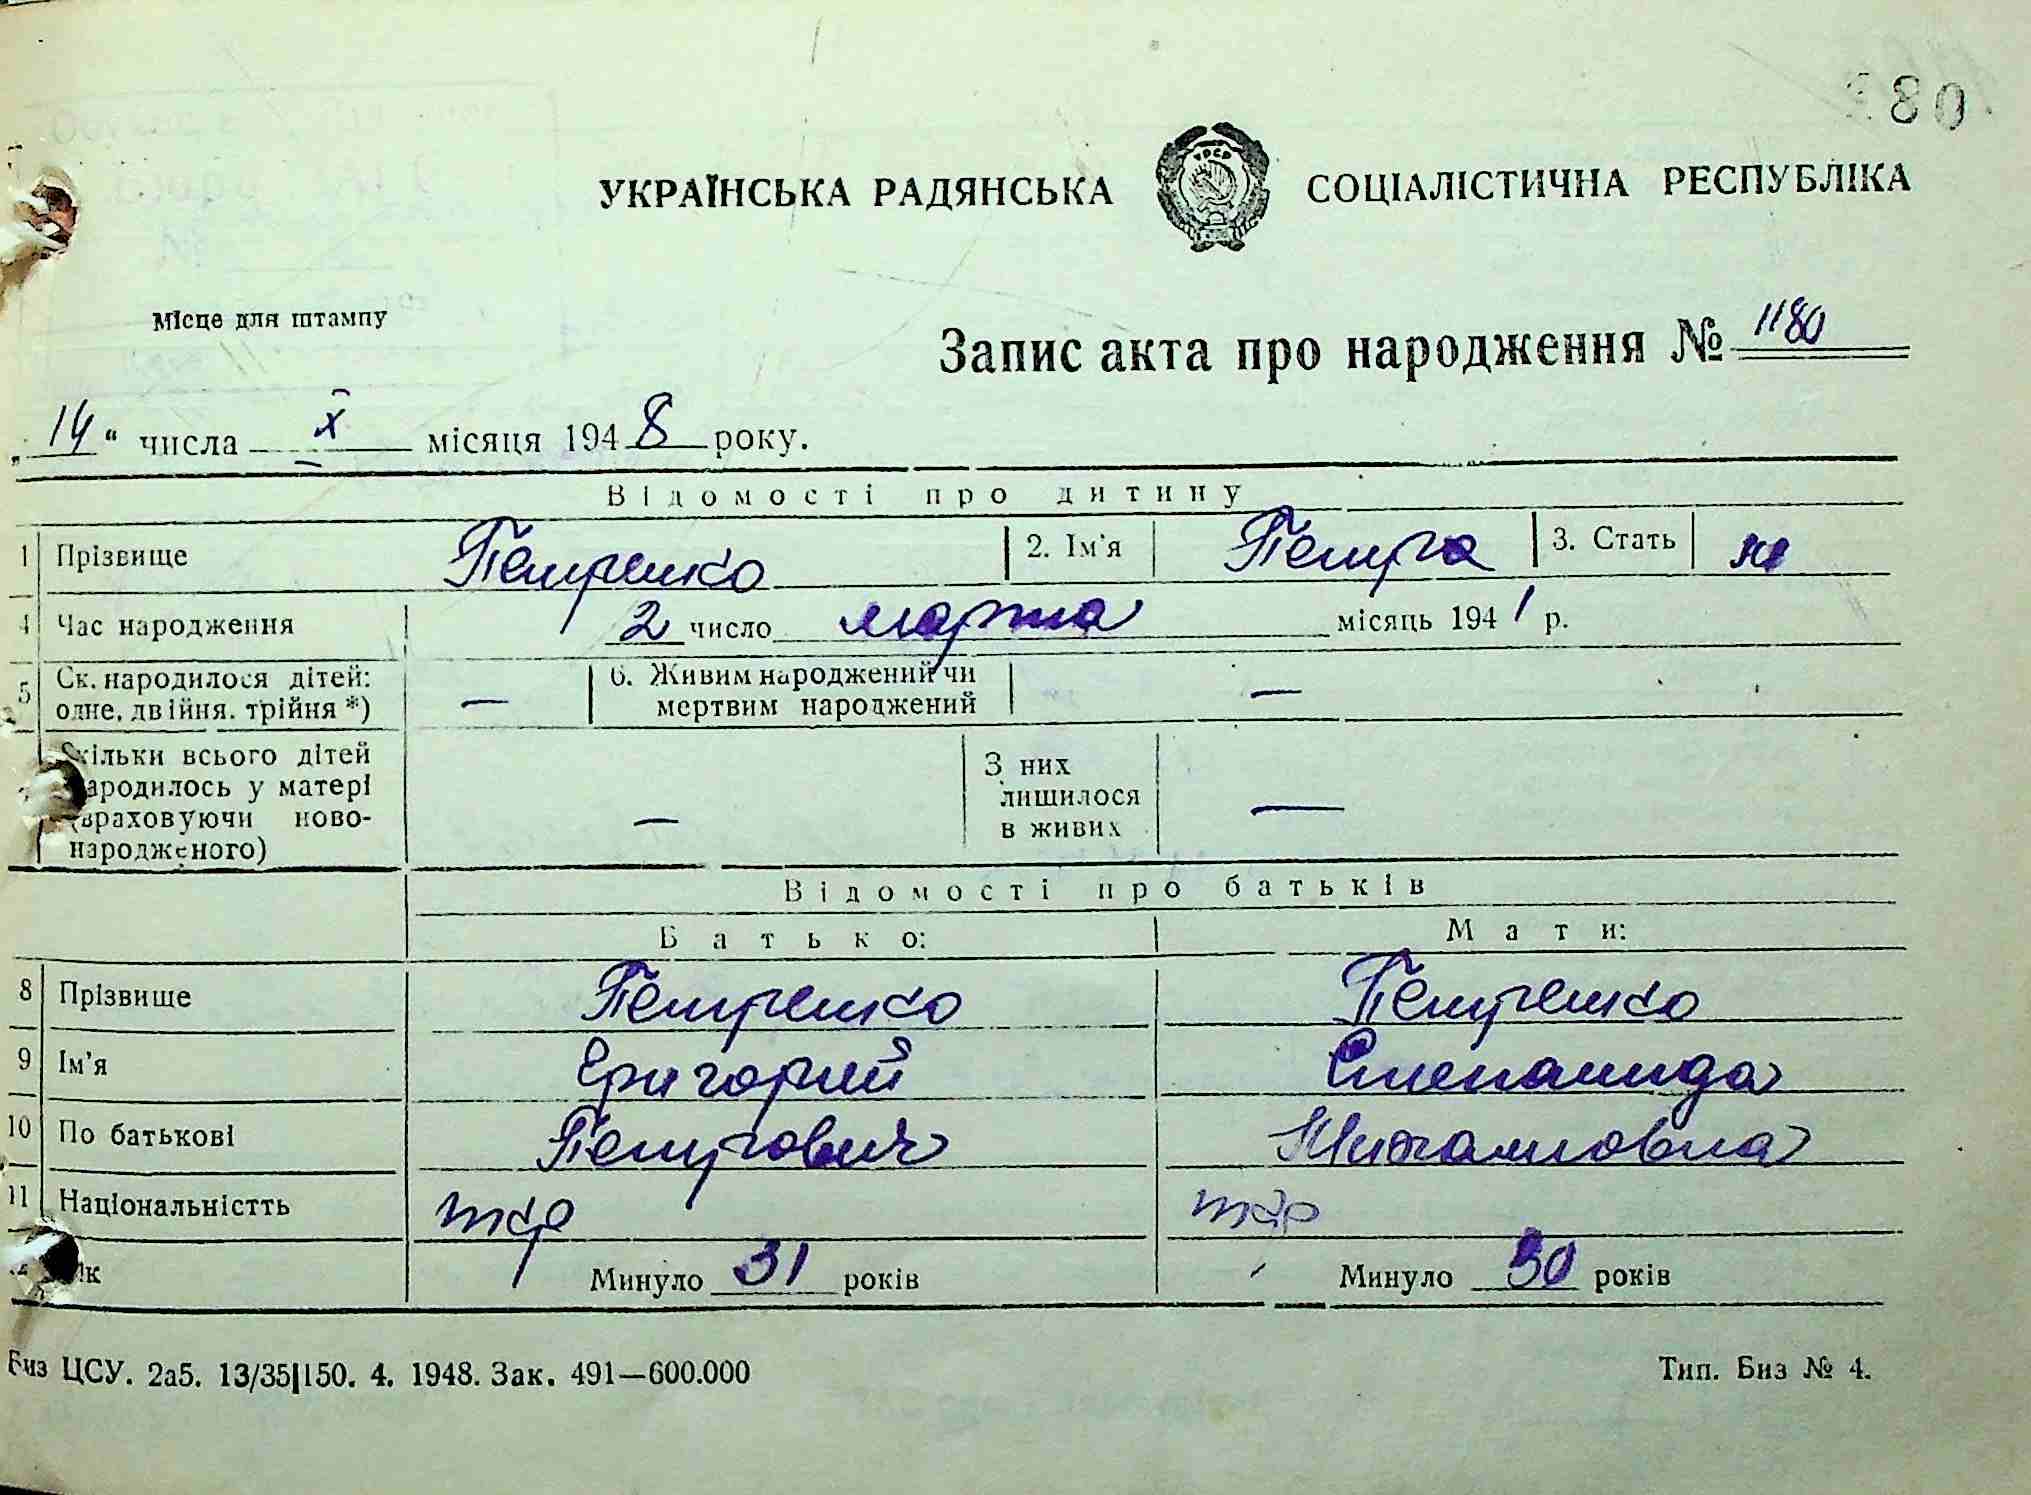 180
УКРАЇНСЬКА РАДЯНСЬКА СОЦІАЛІСТИЧНА РЕСПУБЛІКА
Місце для штампу
Запис акта про народження № 1180
„14“ числа X місяця 1948 року.
Відомості про дитину
1 Прізвище Петренко 2. Ім'я Петро 3. Стать м
4 Час народження 2 число марта місяць 1941 р.
5 Ск. народилося дітей: одне, двійня, трійня *) — 6. Живим народжений чи мертвим народжений —
Скільки всього дітей народилось у матері (враховуючи новонародженого) — З них лишилося в живих —
Відомості про батьків
Батько: Мати:
8 Прізвище Петренко Петренко
9 Ім'я Григорий Степанида
10 По батькові Петрович Михайловна
11 Національністть укр укр
Вік Минуло 31 років Минуло 30 років
Биз ЦСУ. 2а5. 13/35|150. 4. 1948. Зак. 491—600.000 Тип. Биз № 4.